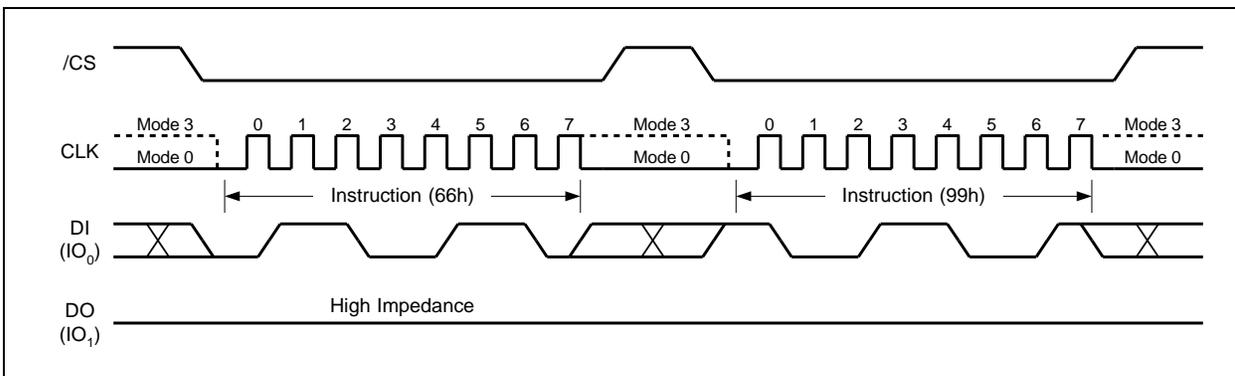 /CS
Mode 3 0 1 2 3 4 5 6 7 Mode 3 0 1 2 3 4 5 6 7 Mode 3
CLK
Mode 0 Mode 0 Mode 0
Instruction (66h) Instruction (99h)
DI
(IO0)
High Impedance
DO
(IO1)